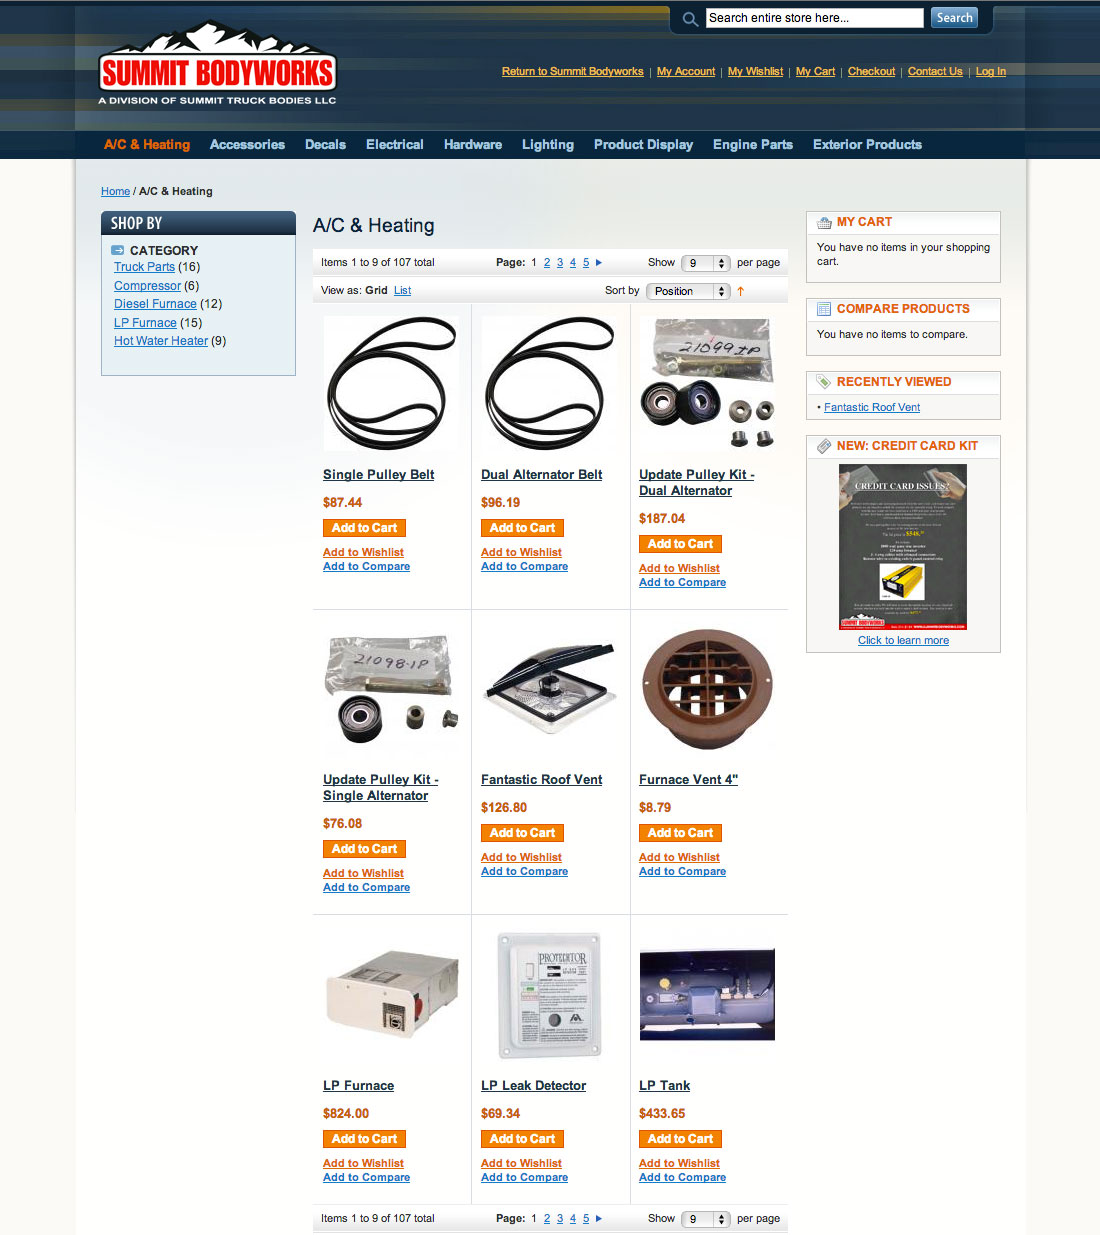 Search entire store here...
Search
SUMMIT BODYWORKS
A DIVISION OF SUMMIT TRUCK BODIES LLC
Return to Summit Bodyworks | My Account | My Wishlist | My Cart | Checkout | Contact Us | Log In
A/C & Heating Accessories Decals Electrical Hardware Lighting Product Display Engine Parts Exterior Products
Home / A/C & Heating
SHOP BY
CATEGORY
Truck Parts (16)
Compressor (6)
Diesel Furnace (12)
LP Furnace (15)
Hot Water Heater (9)
A/C & Heating
Items 1 to 9 of 107 total Page: 1 2 3 4 5 Show 9 per page
View as: Grid List Sort by Position
21099-IP
Single Pulley Belt
$87.44
Add to Cart
Add to Wishlist
Add to Compare
Dual Alternator Belt
$96.19
Add to Cart
Add to Wishlist
Add to Compare
Update Pulley Kit -
Dual Alternator
$187.04
Add to Cart
Add to Wishlist
Add to Compare
21098-IP
Update Pulley Kit -
Single Alternator
$76.08
Add to Cart
Add to Wishlist
Add to Compare
Fantastic Roof Vent
$126.80
Add to Cart
Add to Wishlist
Add to Compare
Furnace Vent 4"
$8.79
Add to Cart
Add to Wishlist
Add to Compare
LP Furnace
$824.00
Add to Cart
Add to Wishlist
Add to Compare
PROTECTOR
LP Leak Detector
$69.34
Add to Cart
Add to Wishlist
Add to Compare
LP Tank
$433.65
Add to Cart
Add to Wishlist
Add to Compare
Items 1 to 9 of 107 total Page: 1 2 3 4 5 Show 9 per page
MY CART
You have no items in your shopping
cart.
COMPARE PRODUCTS
You have no items to compare.
RECENTLY VIEWED
• Fantastic Roof Vent
NEW: CREDIT CARD KIT
CREDIT CARD ISSUES?
SUMMIT BODYWORKS
Click to learn more